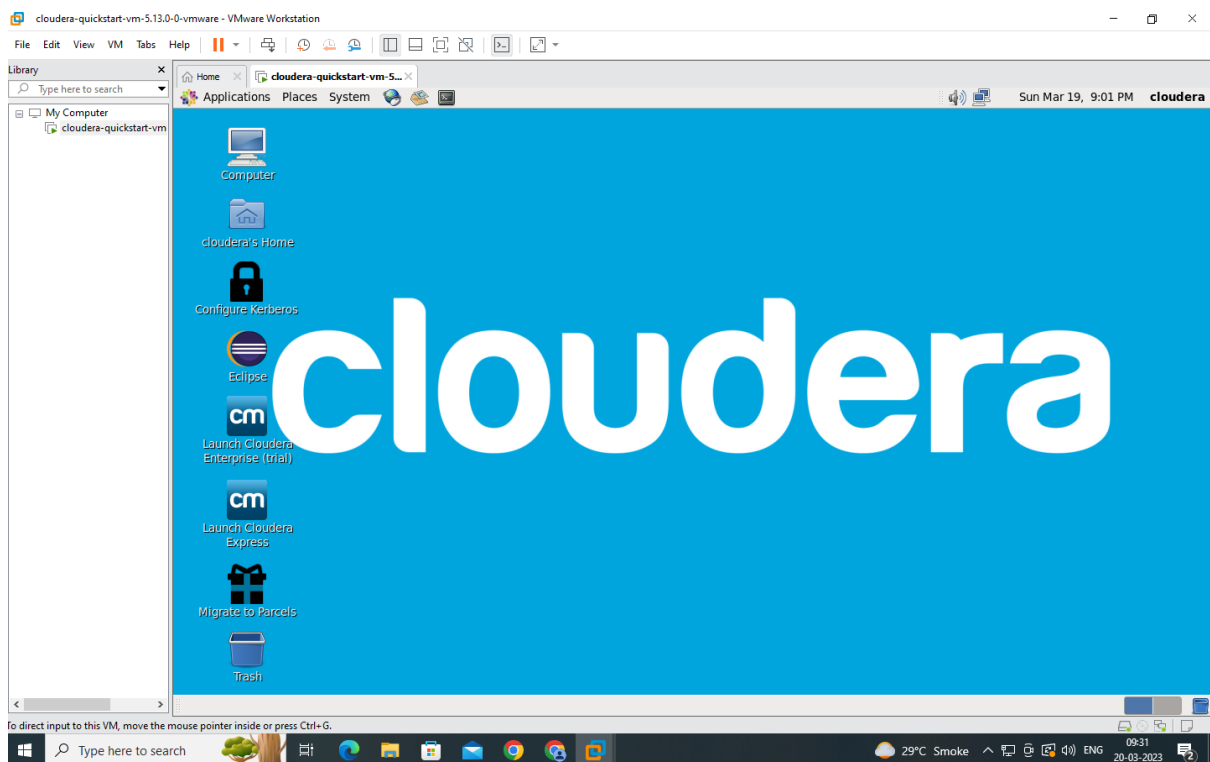 cloudera-quickstart-vm-5.13.0-0-vmware - VMware Workstation
File Edit View VM Tabs Help
Library
Type here to search
My Computer
cloudera-quickstart-vm
Home
cloudera-quickstart-vm-5...
Applications Places System
Sun Mar 19, 9:01 PM cloudera
Computer
cloudera's Home
Configure Kerberos
Eclipse
cm
Launch Cloudera
Enterprise (trial)
cm
Launch Cloudera
Express
Migrate to Parcels
Trash
cloudera
To direct input to this VM, move the mouse pointer inside or press Ctrl+G.
Type here to search
29°C Smoke
ENG
09:31
20-03-2023
2